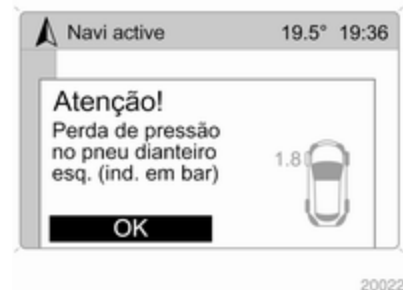 Navi active 19.5° 19:36
Atenção!
Perda de pressão
no pneu dianteiro
esq. (ind. em bar)
1.8
OK
20022